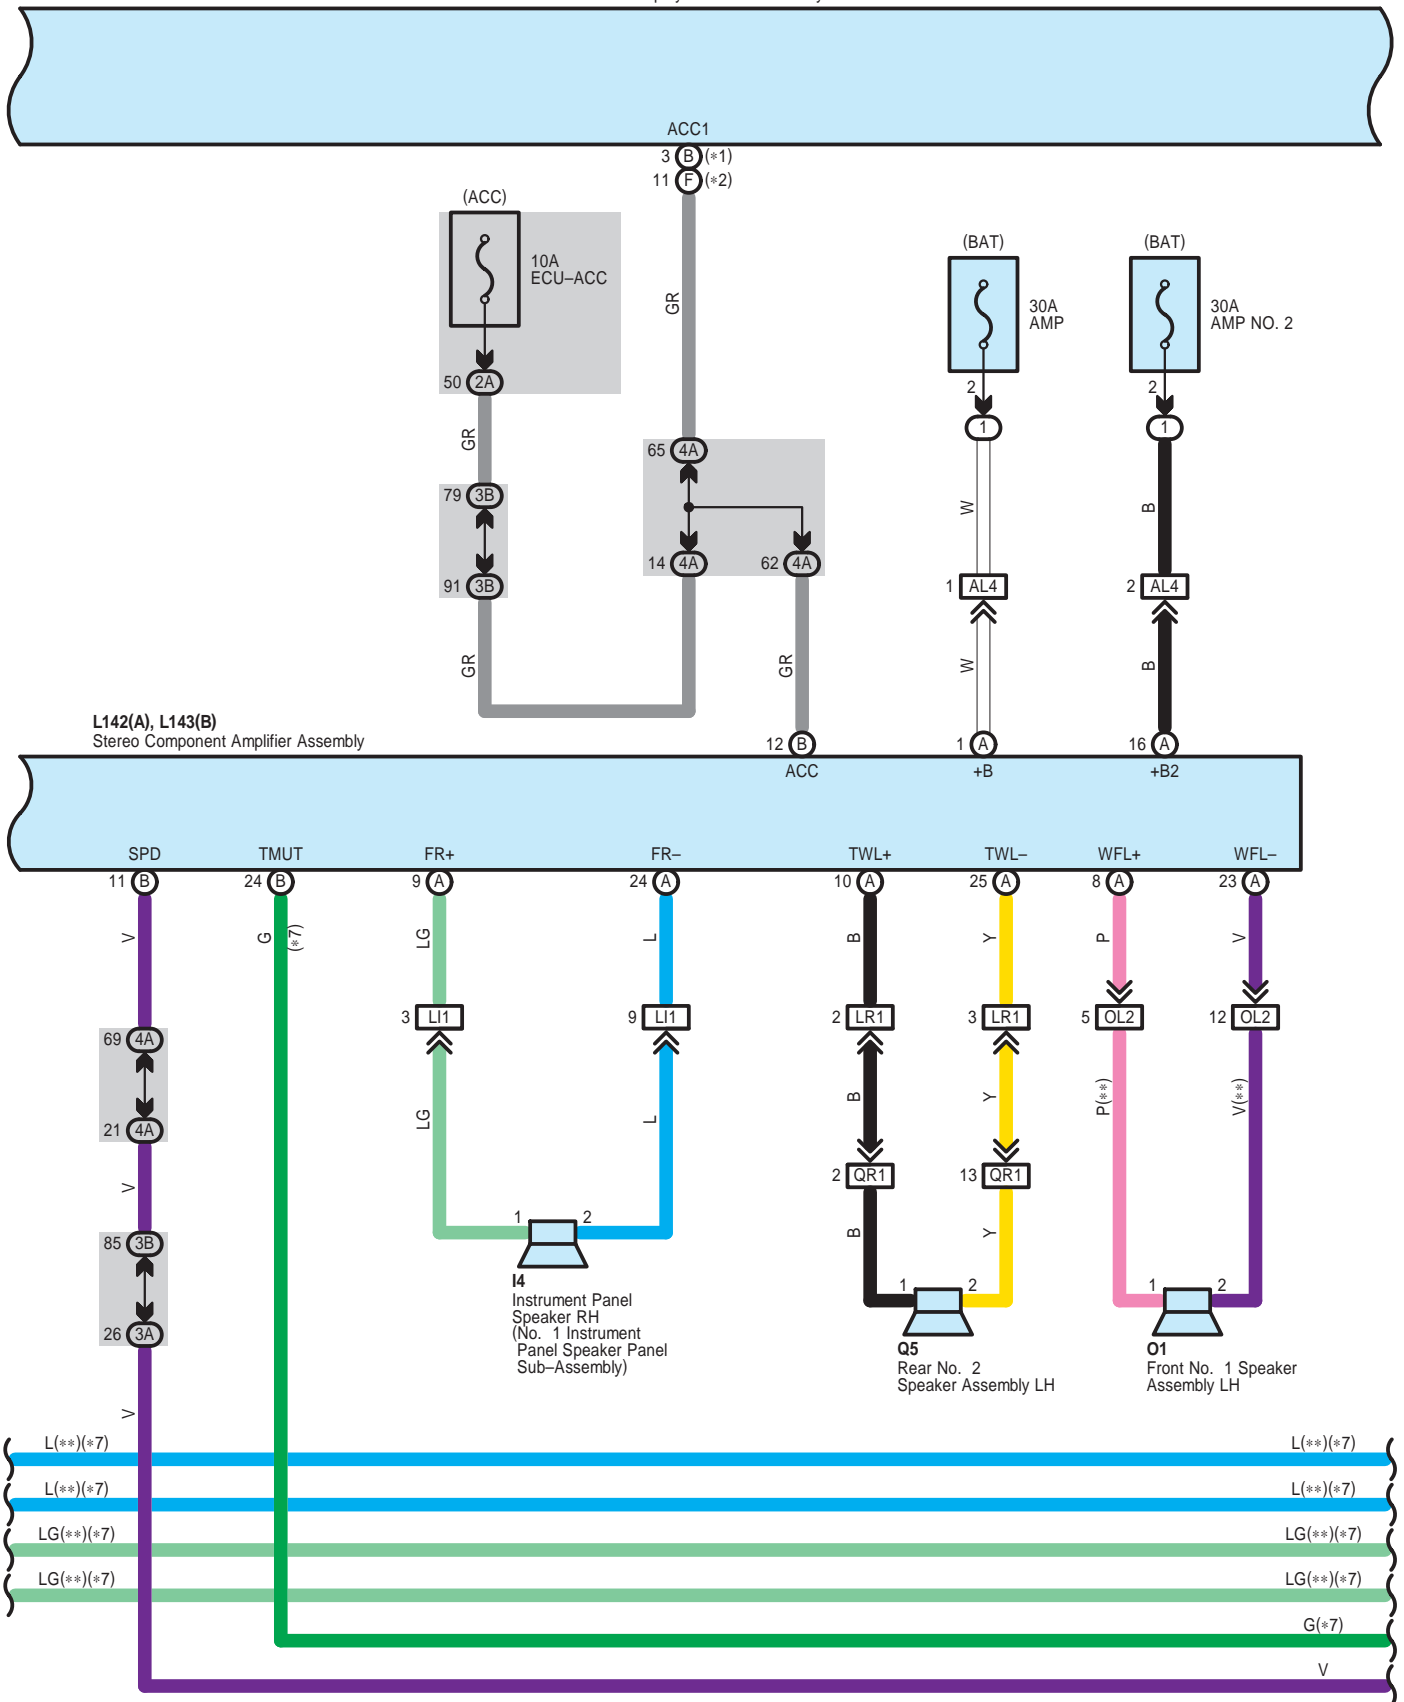 ACC1
3 B (*1)
11 F (*2)
(ACC)
10A
ECU–ACC
50 2A
GR
79 3B
91 3B
GR
GR
65 4A
14 4A
62 4A
GR
(BAT)
30A
AMP
2
1
W
1 AL4
W
(BAT)
30A
AMP NO. 2
2
1
B
2 AL4
B
L142(A), L143(B)
Stereo Component Amplifier Assembly
12 B
1 A
16 A
ACC
+B
+B2
SPD
TMUT
FR+
FR–
TWL+
TWL–
WFL+
WFL–
11 B
24 B
9 A
24 A
10 A
25 A
8 A
23 A
V
G
(*7)
LG
L
B
Y
P
V
3 LI1
9 LI1
2 LR1
3 LR1
5 OL2
12 OL2
69 4A
21 4A
LG
L
B
Y
P(**)
V(**)
V
2 QR1
13 QR1
85 3B
26 3A
B
Y
1
2
I4
Instrument Panel
Speaker RH
(No. 1 Instrument
Panel Speaker Panel
Sub–Assembly)
1
2
Q5
Rear No. 2
Speaker Assembly LH
1
2
O1
Front No. 1 Speaker
Assembly LH
V
L(**)(*7)
L(**)(*7)
L(**)(*7)
L(**)(*7)
LG(**)(*7)
LG(**)(*7)
LG(**)(*7)
LG(**)(*7)
G(*7)
V